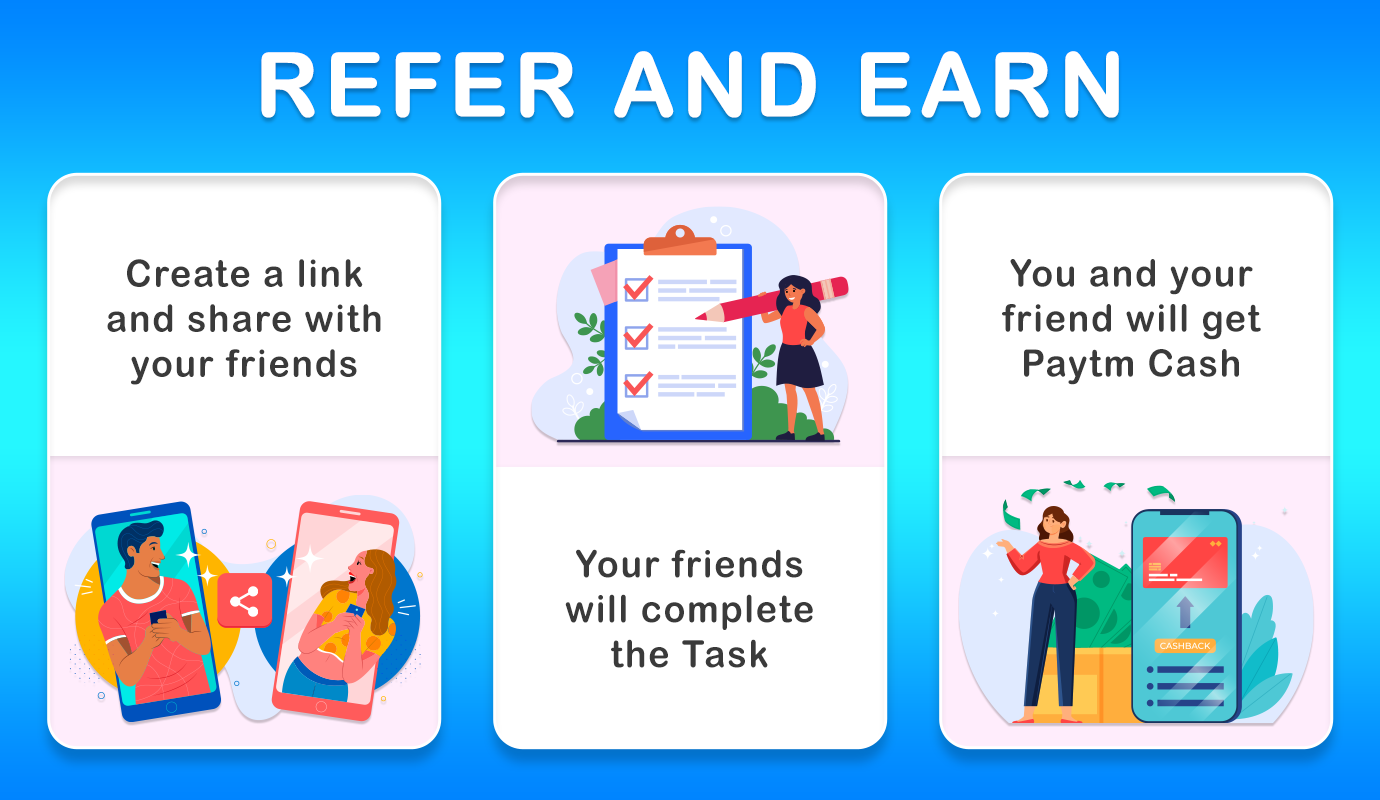 REFER AND EARN
Create a link
and share with
your friends
Your friends
will complete
the Task
You and your
friend will get
Paytm Cash
CASHBACK